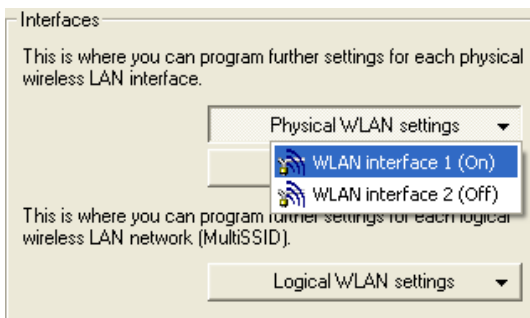 Interfaces
This is where you can program further settings for each physical
wireless LAN interface.
Physical WLAN settings
WLAN interface 1 (On)
WLAN interface 2 (Off)
This is where you can program further settings for each logical
wireless LAN network (MultiSSID).
Logical WLAN settings